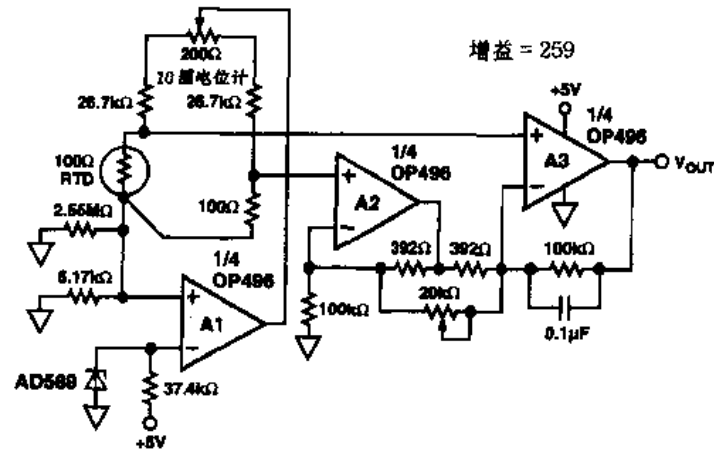 200Ω
10圈电位计
26.7kΩ
26.7kΩ
增益 = 259
+5V
1/4
OP496
A3
VOUT
100Ω
RTD
1/4
OP496
A2
100Ω
2.55MΩ
392Ω
392Ω
100kΩ
1/4
OP496
20kΩ
6.17kΩ
100kΩ
0.1μF
A1
AD589
37.4kΩ
+5V